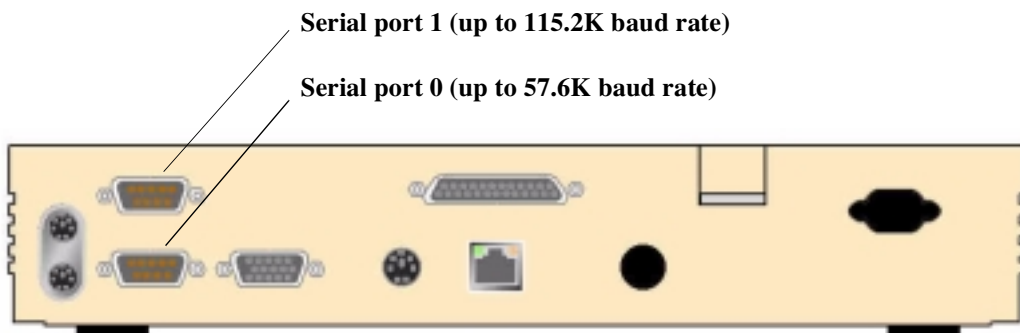 Serial port 1 (up to 115.2K baud rate)
Serial port 0 (up to 57.6K baud rate)